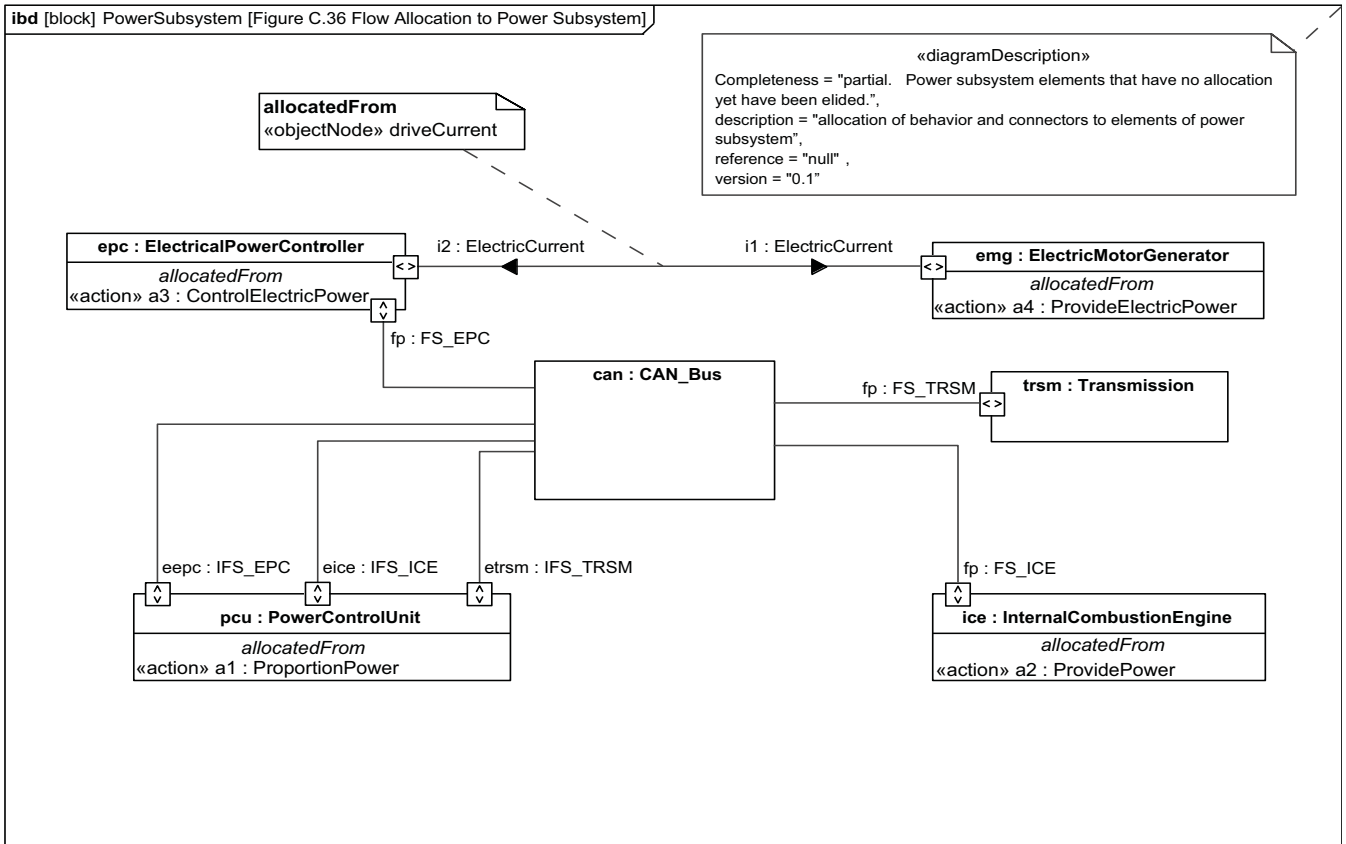 ibd [block] PowerSubsystem [Figure C.36 Flow Allocation to Power Subsystem]
«diagramDescription»
Completeness = "partial. Power subsystem elements that have no allocation
yet have been elided.”,
description = "allocation of behavior and connectors to elements of power
subsystem”,
reference = "null" ,
version = "0.1”
allocatedFrom
«objectNode» driveCurrent
epc : ElectricalPowerController
allocatedFrom
«action» a3 : ControlElectricPower
i2 : ElectricCurrent
i1 : ElectricCurrent
emg : ElectricMotorGenerator
allocatedFrom
«action» a4 : ProvideElectricPower
fp : FS_EPC
can : CAN_Bus
fp : FS_TRSM
trsm : Transmission
eepc : IFS_EPC
eice : IFS_ICE
etrsm : IFS_TRSM
fp : FS_ICE
pcu : PowerControlUnit
allocatedFrom
«action» a1 : ProportionPower
ice : InternalCombustionEngine
allocatedFrom
«action» a2 : ProvidePower